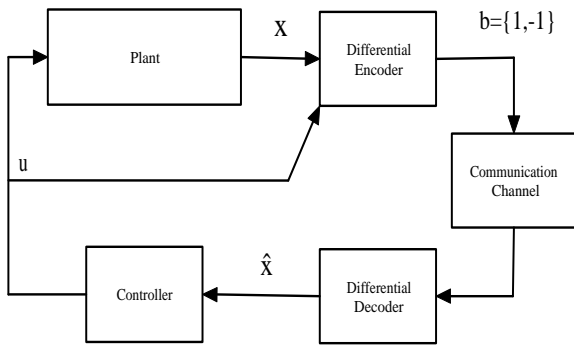 X
b={1,-1}
Plant
Differential
Encoder
u
Communication
Channel
x̂
Controller
Differential
Decoder